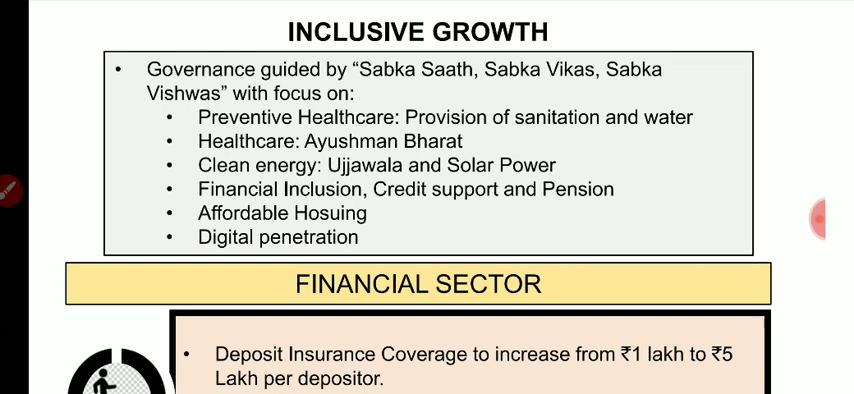 INCLUSIVE GROWTH
• Governance guided by “Sabka Saath, Sabka Vikas, Sabka
Vishwas” with focus on:
• Preventive Healthcare: Provision of sanitation and water
• Healthcare: Ayushman Bharat
• Clean energy: Ujjawala and Solar Power
• Financial Inclusion, Credit support and Pension
• Affordable Hosuing
• Digital penetration
FINANCIAL SECTOR
• Deposit Insurance Coverage to increase from ₹1 lakh to ₹5
Lakh per depositor.